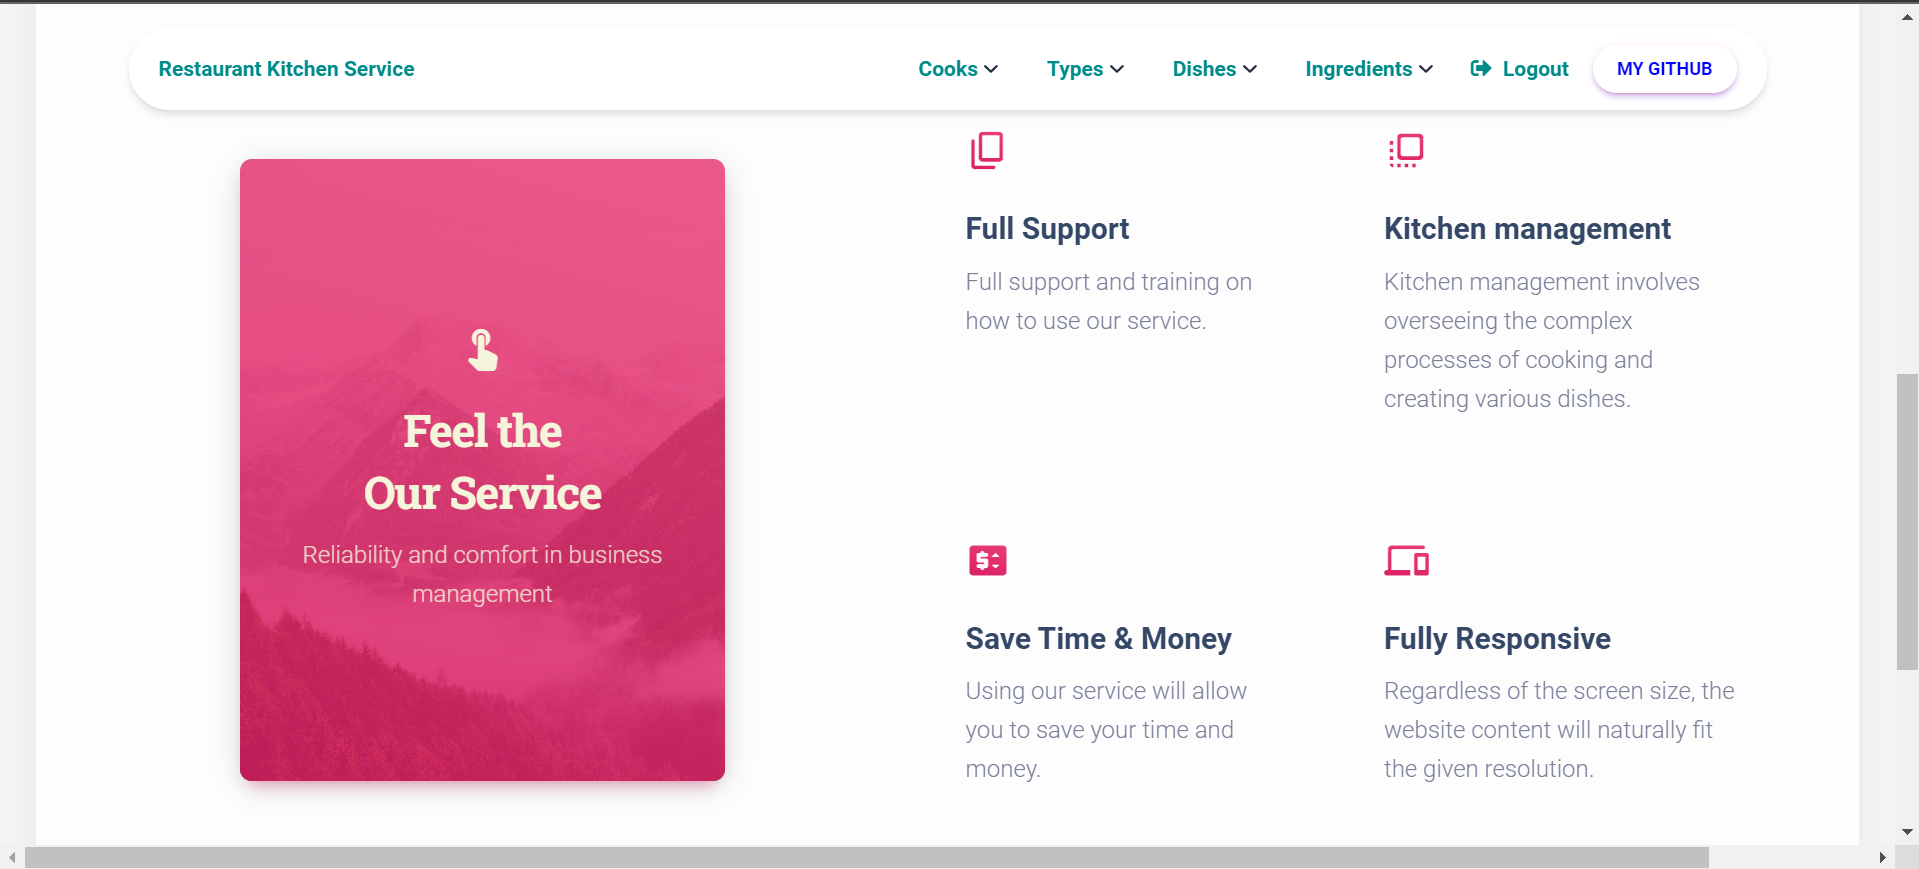 Restaurant Kitchen Service
Cooks
Types
Dishes
Ingredients
Logout
MY GITHUB
Feel the
Our Service
Reliability and comfort in business
management
Full Support
Full support and training on
how to use our service.
Kitchen management
Kitchen management involves
overseeing the complex
processes of cooking and
creating various dishes.
Save Time & Money
Using our service will allow
you to save your time and
money.
Fully Responsive
Regardless of the screen size, the
website content will naturally fit
the given resolution.